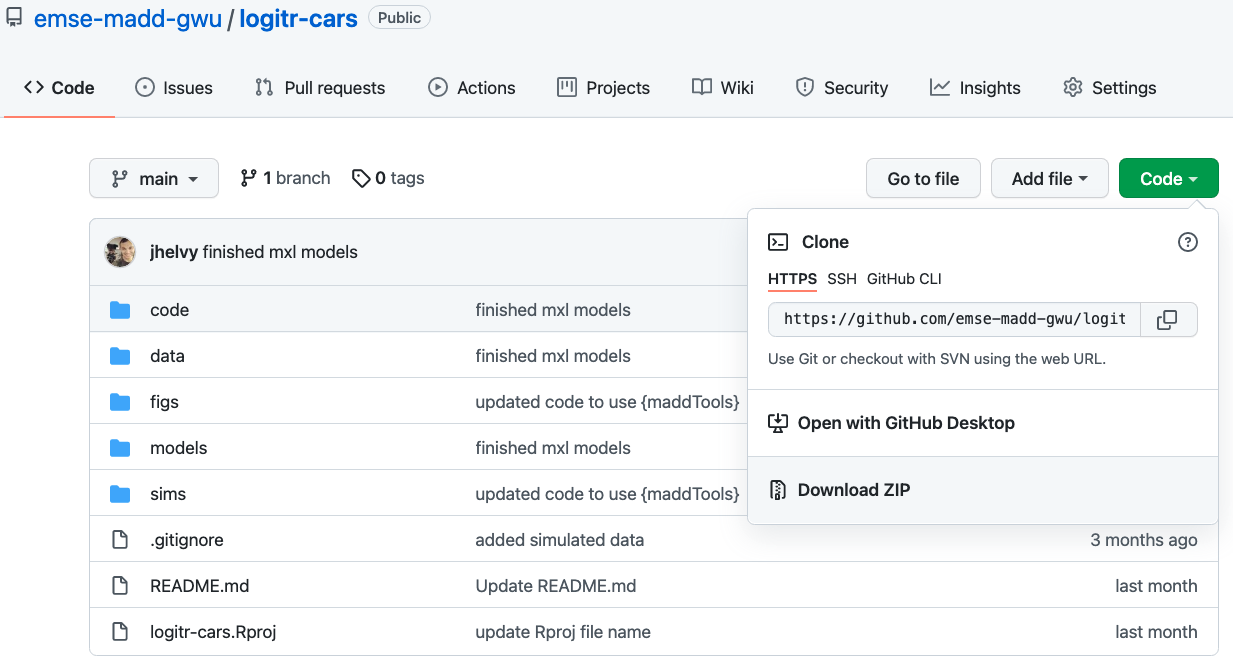 emse-madd-gwu / logitr-cars Public
Code Issues Pull requests Actions Projects Wiki Security Insights Settings
main 1 branch 0 tags Go to file Add file Code
jhelvy finished mxl models
Clone
HTTPS SSH GitHub CLI
https://github.com/emse-madd-gwu/logit
Use Git or checkout with SVN using the web URL.
Open with GitHub Desktop
Download ZIP
code finished mxl models
data finished mxl models
figs updated code to use {maddTools}
models finished mxl models
sims updated code to use {maddTools}
.gitignore added simulated data 3 months ago
README.md Update README.md last month
logitr-cars.Rproj update Rproj file name last month